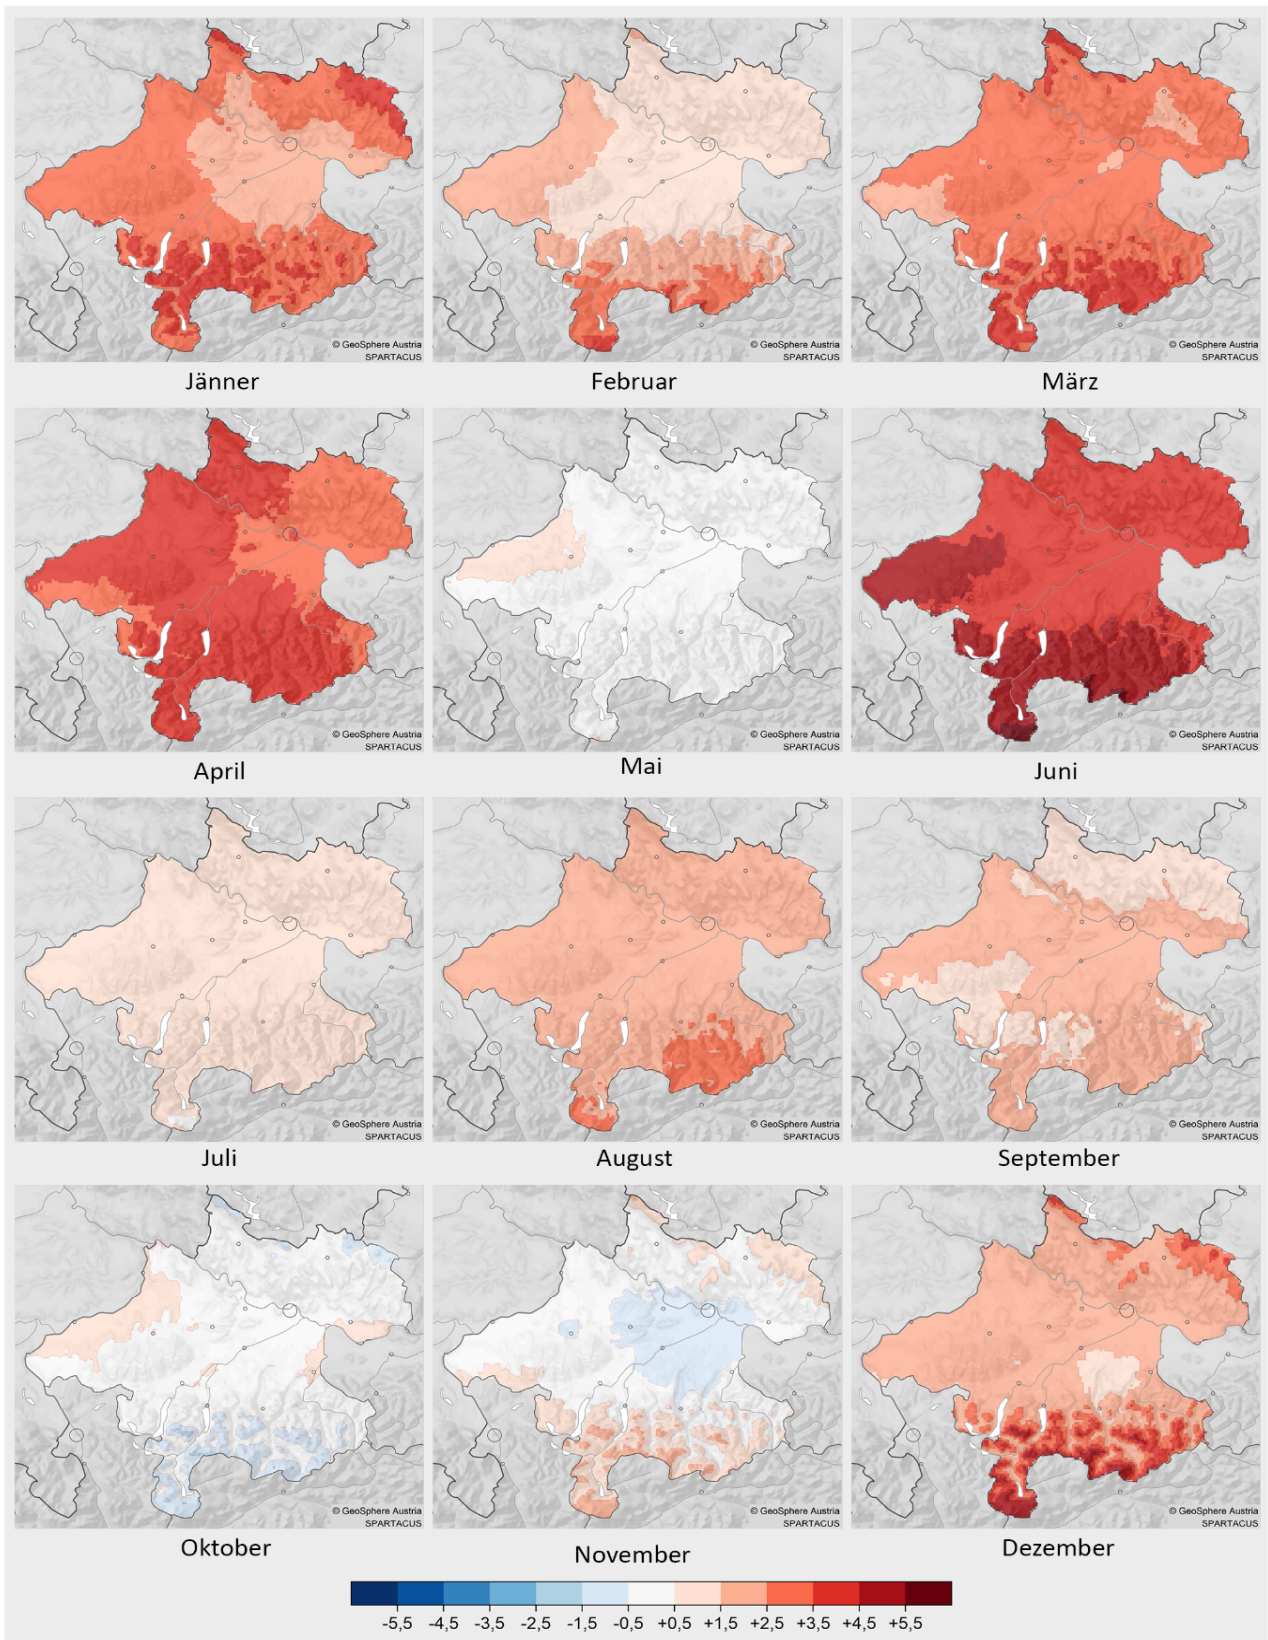 © GeoSphere Austria
SPARTACUS
© GeoSphere Austria
SPARTACUS
© GeoSphere Austria
SPARTACUS
Jänner
Februar
März
© GeoSphere Austria
SPARTACUS
© GeoSphere Austria
SPARTACUS
© GeoSphere Austria
SPARTACUS
April
Mai
Juni
© GeoSphere Austria
SPARTACUS
© GeoSphere Austria
SPARTACUS
© GeoSphere Austria
SPARTACUS
Juli
August
September
© GeoSphere Austria
SPARTACUS
© GeoSphere Austria
SPARTACUS
© GeoSphere Austria
SPARTACUS
Oktober
November
Dezember
-5,5 -4,5 -3,5 -2,5 -1,5 -0,5 +0,5 +1,5 +2,5 +3,5 +4,5 +5,5